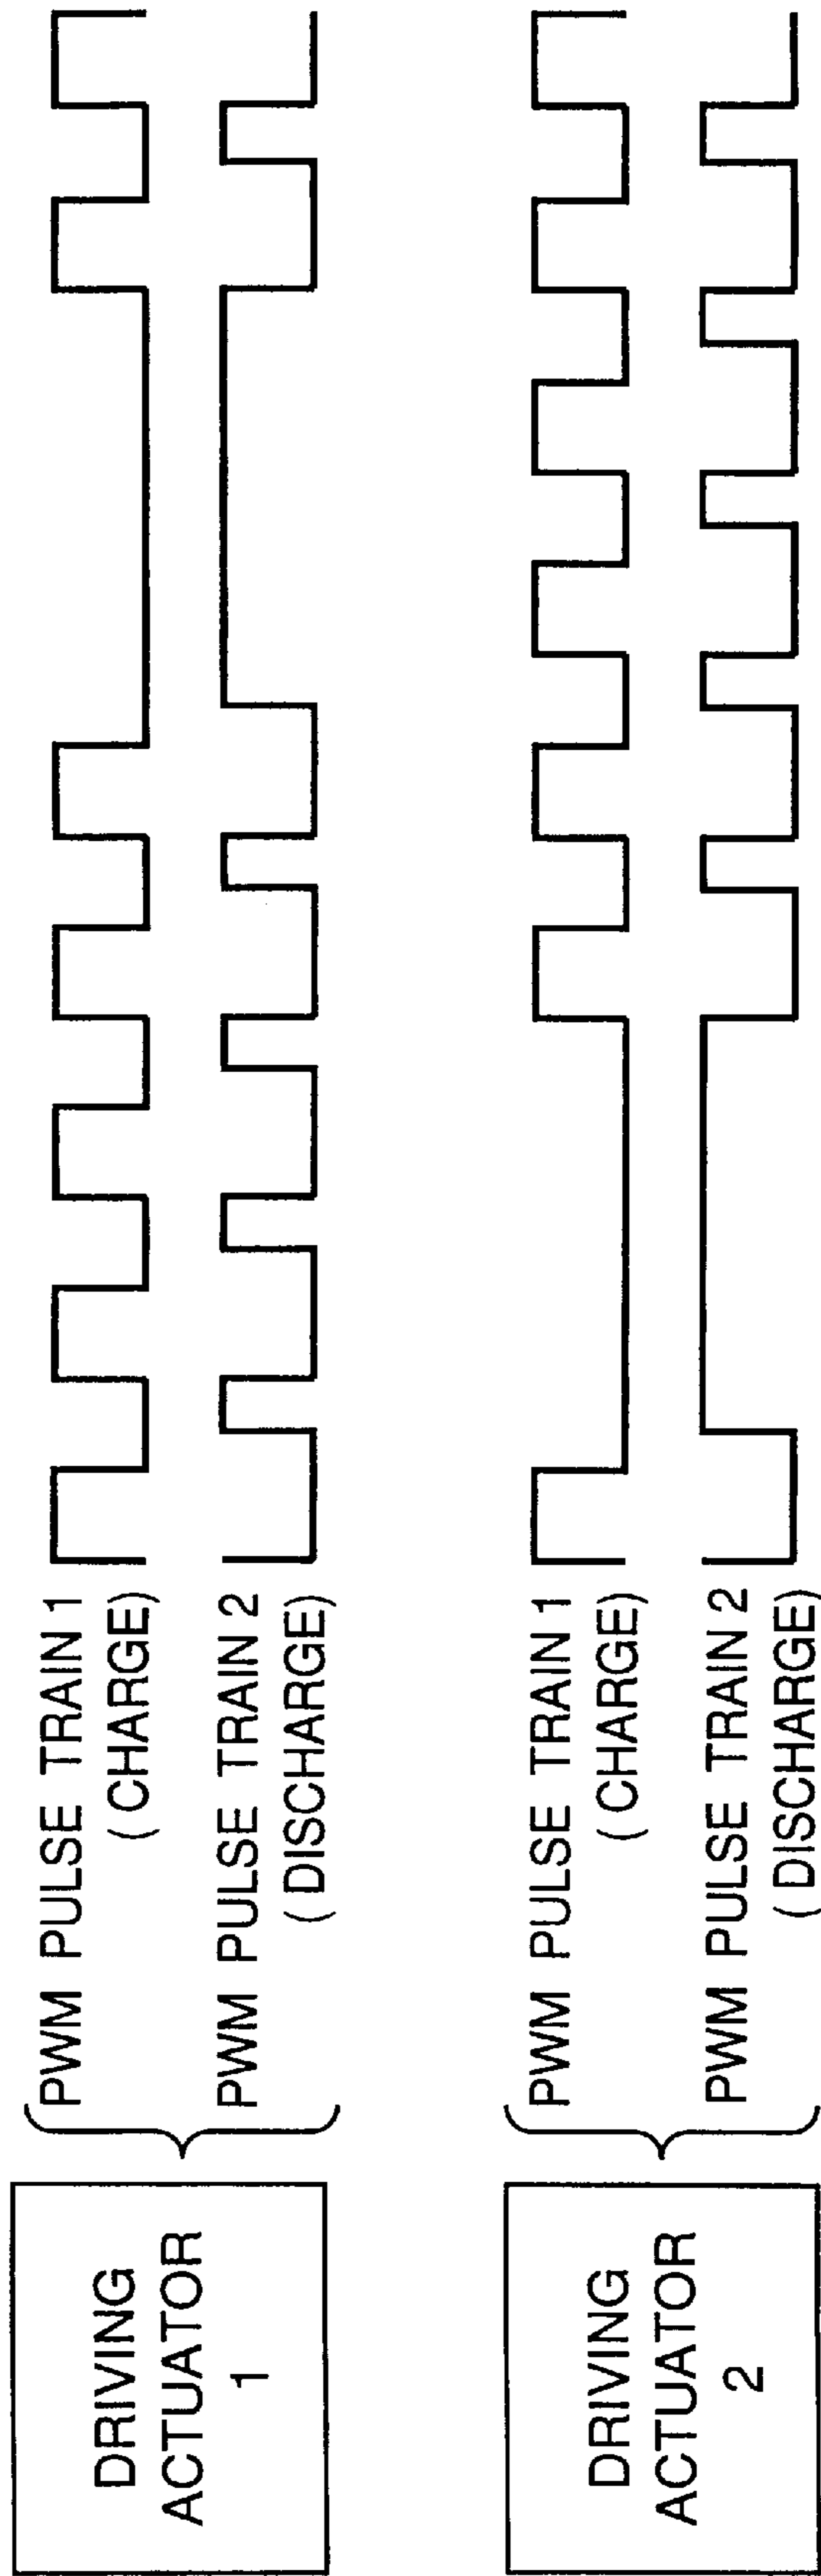 DRIVING
ACTUATOR
1
PWM PULSE TRAIN 1
( CHARGE)
PWM PULSE TRAIN 2
( DISCHARGE)
DRIVING
ACTUATOR
2
PWM PULSE TRAIN 1
( CHARGE)
PWM PULSE TRAIN 2
( DISCHARGE)